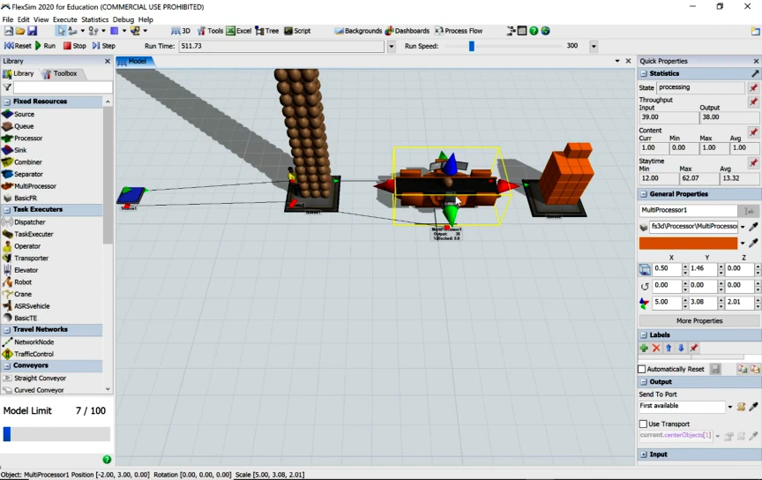 FlexSim 2020 for Education (COMMERCIAL USE PROHIBITED)
File Edit View Execute Statistics Debug Help
3D Tools Excel Tree Script Backgrounds Dashboards Process Flow
Reset Run Stop Step Run Time: 511.73 Run Speed: 300
Library
Library Toolbox
Fixed Resources
Source
Queue
Processor
Sink
Combiner
Separator
MultiProcessor
BasicFR
Task Executers
Dispatcher
TaskExecuter
Operator
Transporter
Elevator
Robot
Crane
ASRSvehicle
BasicTE
Travel Networks
NetworkNode
TrafficControl
Conveyors
Straight Conveyor
Curved Conveyor
Model Limit 7 / 100
Model
Quick Properties
Statistics
State processing
Throughput
Input Output
39.00 38.00
Content
Curr Min Max Avg
1.00 0.00 1.00 1.00
Staytime
Min Max Avg
12.00 62.07 13.32
General Properties
MultiProcessor1
fs3d\Processor\MultiProcesso
X Y Z
0.50 1.46 0.00
0.00 0.00 0.00
5.00 3.08 2.01
More Properties
Labels
Automatically Reset
Output
Send To Port
First available
Use Transport
current.centerObjects[1]
Input
Object: MultiProcessor1 Position [-2.00, 3.00, 0.00] Rotation [0.00, 0.00, 0.00] Scale [5.00, 3.08, 2.01]